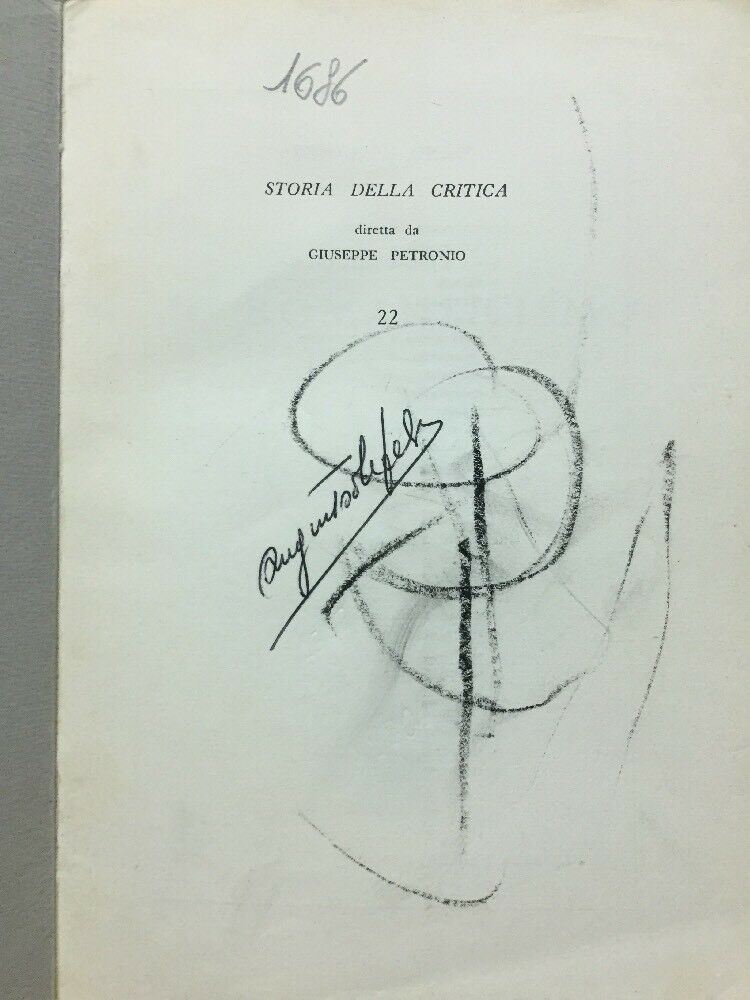 1686
STORIA DELLA CRITICA
diretta da
GIUSEPPE PETRONIO
22